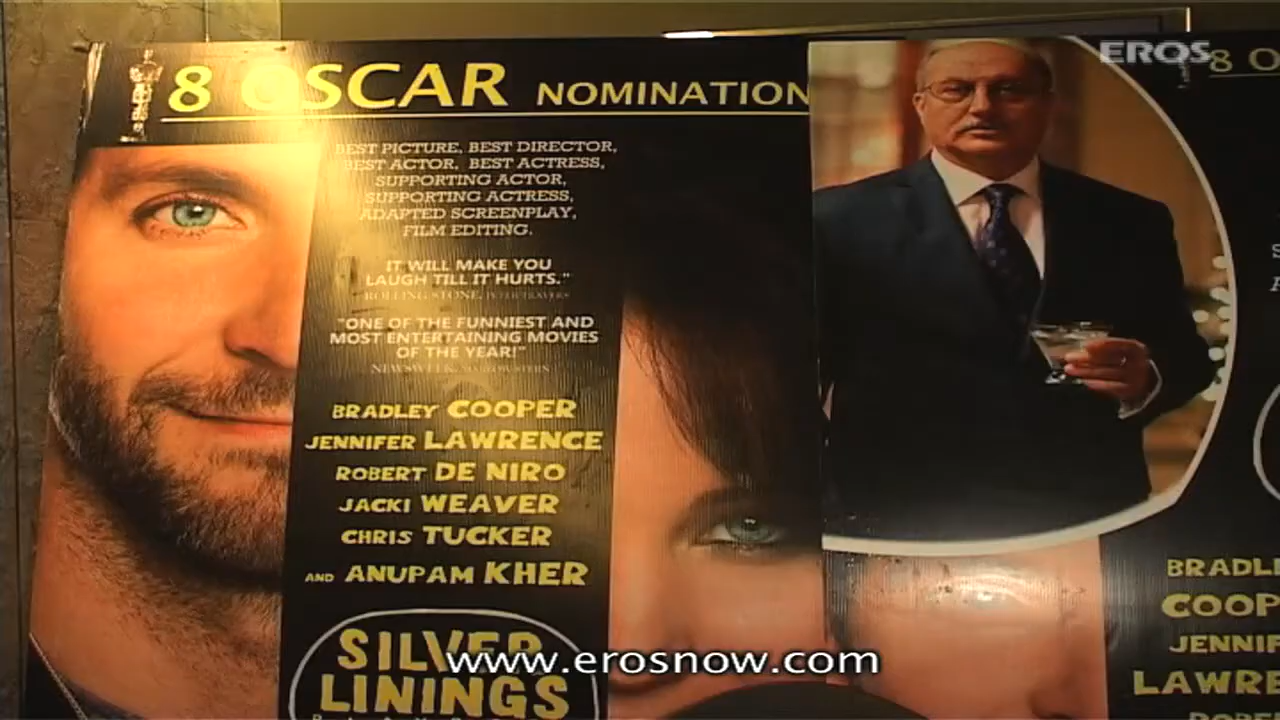 EROS
8 OSCAR NOMINATION
BEST PICTURE, BEST DIRECTOR,
BEST ACTOR, BEST ACTRESS,
SUPPORTING ACTOR,
SUPPORTING ACTRESS,
ADAPTED SCREENPLAY,
FILM EDITING.
IT WILL MAKE YOU
LAUGH TILL IT HURTS."
ROLLING STONE, PETER TRAVERS
"ONE OF THE FUNNIEST AND
MOST ENTERTAINING MOVIES
OF THE YEAR!"
NEWSWEEK,
BRADLEY COOPER
JENNIFER LAWRENCE
ROBERT DE NIRO
JACKI WEAVER
CHRIS TUCKER
AND ANUPAM KHER
SILVER
LININGS
8 O
BRADL
COOP
JENNIF
LAWRE
www.erosnow.com